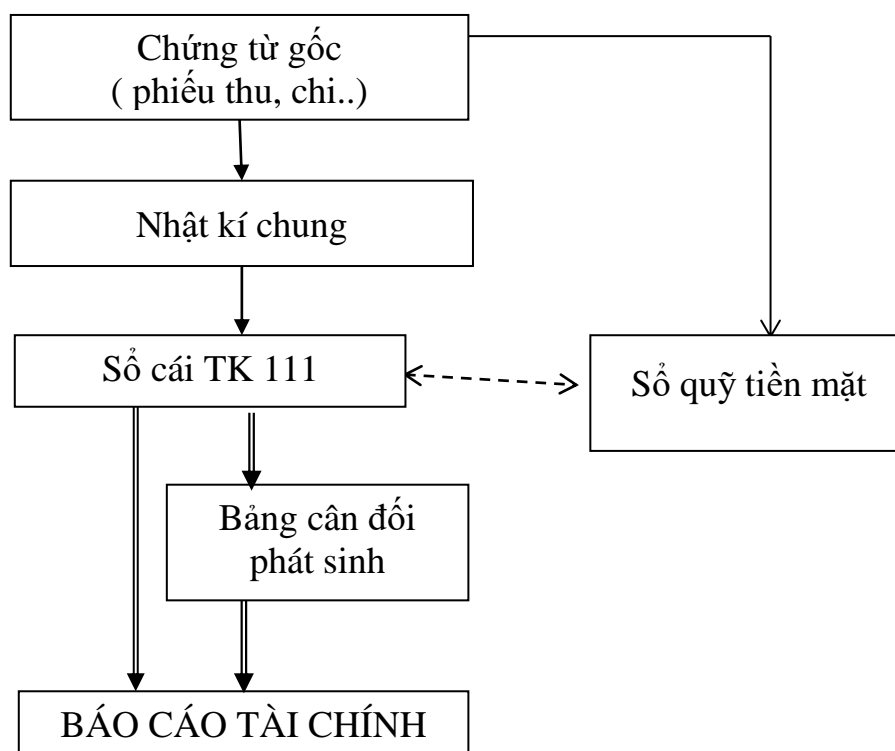 Chứng từ gốc
( phiếu thu, chi..)
Nhật kí chung
Sổ cái TK 111
Sổ quỹ tiền mặt
Bảng cân đối
phát sinh
BÁO CÁO TÀI CHÍNH